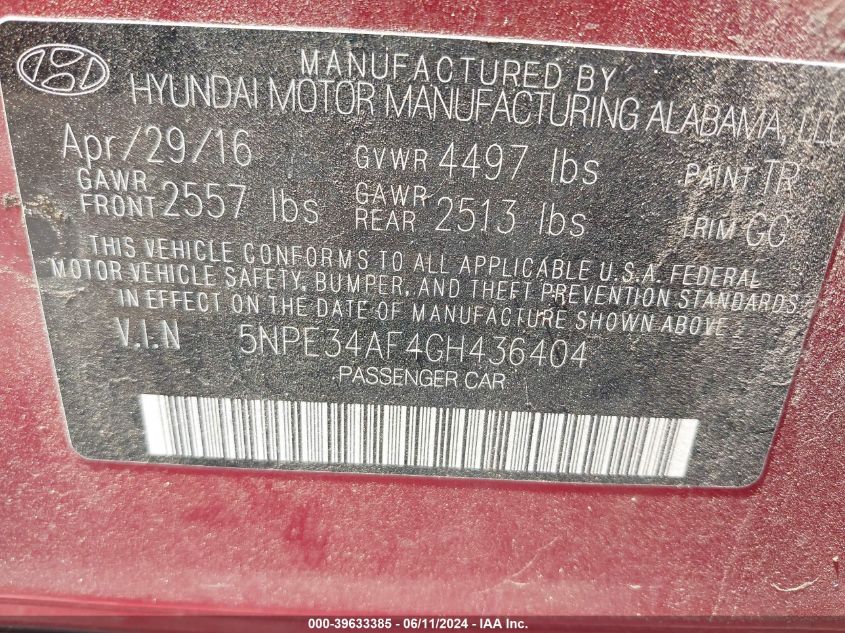 MANUFACTURED BY
HYUNDAI MOTOR MANUFACTURING ALABAMA, LLC
Apr/29/16 GVWR 4497 lbs PAINT TR
GAWR FRONT 2557 lbs GAWR REAR 2513 lbs TRIM GC
THIS VEHICLE CONFORMS TO ALL APPLICABLE U.S.A. FEDERAL
MOTOR VEHICLE SAFETY, BUMPER, AND THEFT PREVENTION STANDARDS
IN EFFECT ON THE DATE OF MANUFACTURE SHOWN ABOVE
V.I.N 5NPE34AF4GH436404
PASSENGER CAR
000-39633385 - 06/11/2024 - IAA Inc.